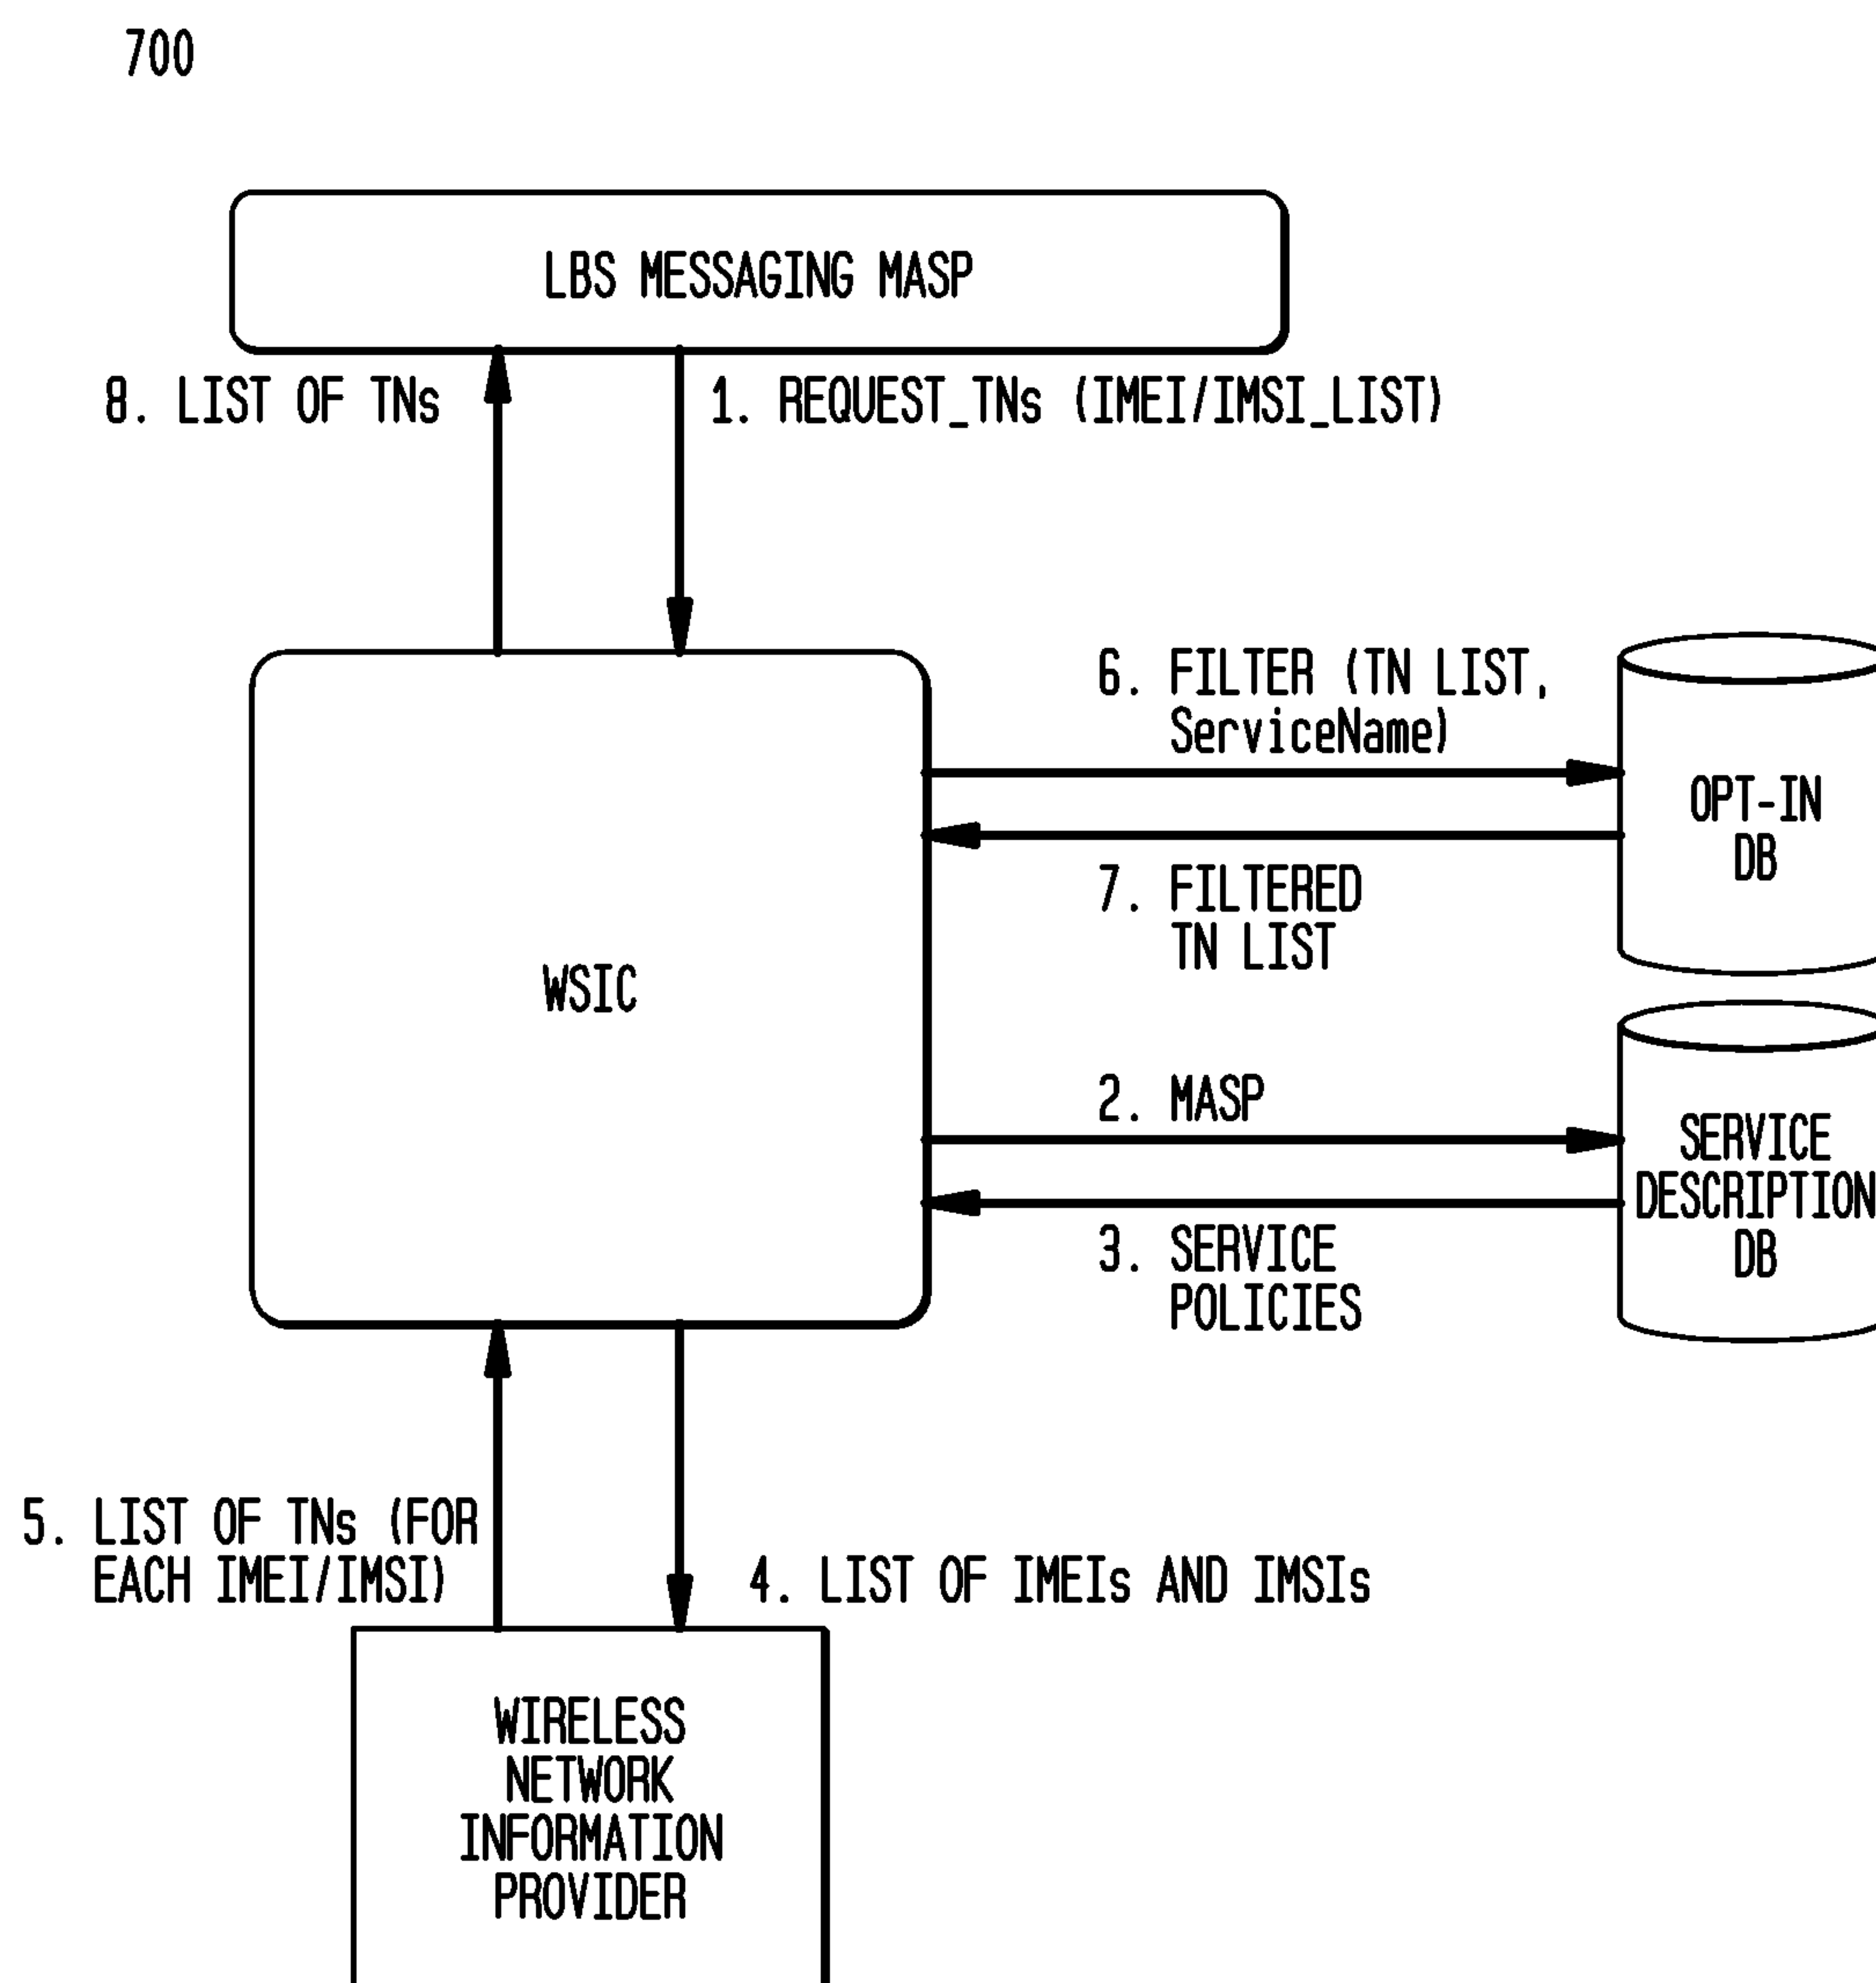 700
LBS MESSAGING MASP
8. LIST OF TNs
1. REQUEST_TNs (IMEI/IMSI_LIST)
6. FILTER (TN LIST,
ServiceName)
OPT-IN
DB
7. FILTERED
TN LIST
WSIC
2. MASP
SERVICE
DESCRIPTION
DB
3. SERVICE
POLICIES
5. LIST OF TNs (FOR
EACH IMEI/IMSI)
4. LIST OF IMEIs AND IMSIs
WIRELESS
NETWORK
INFORMATION
PROVIDER